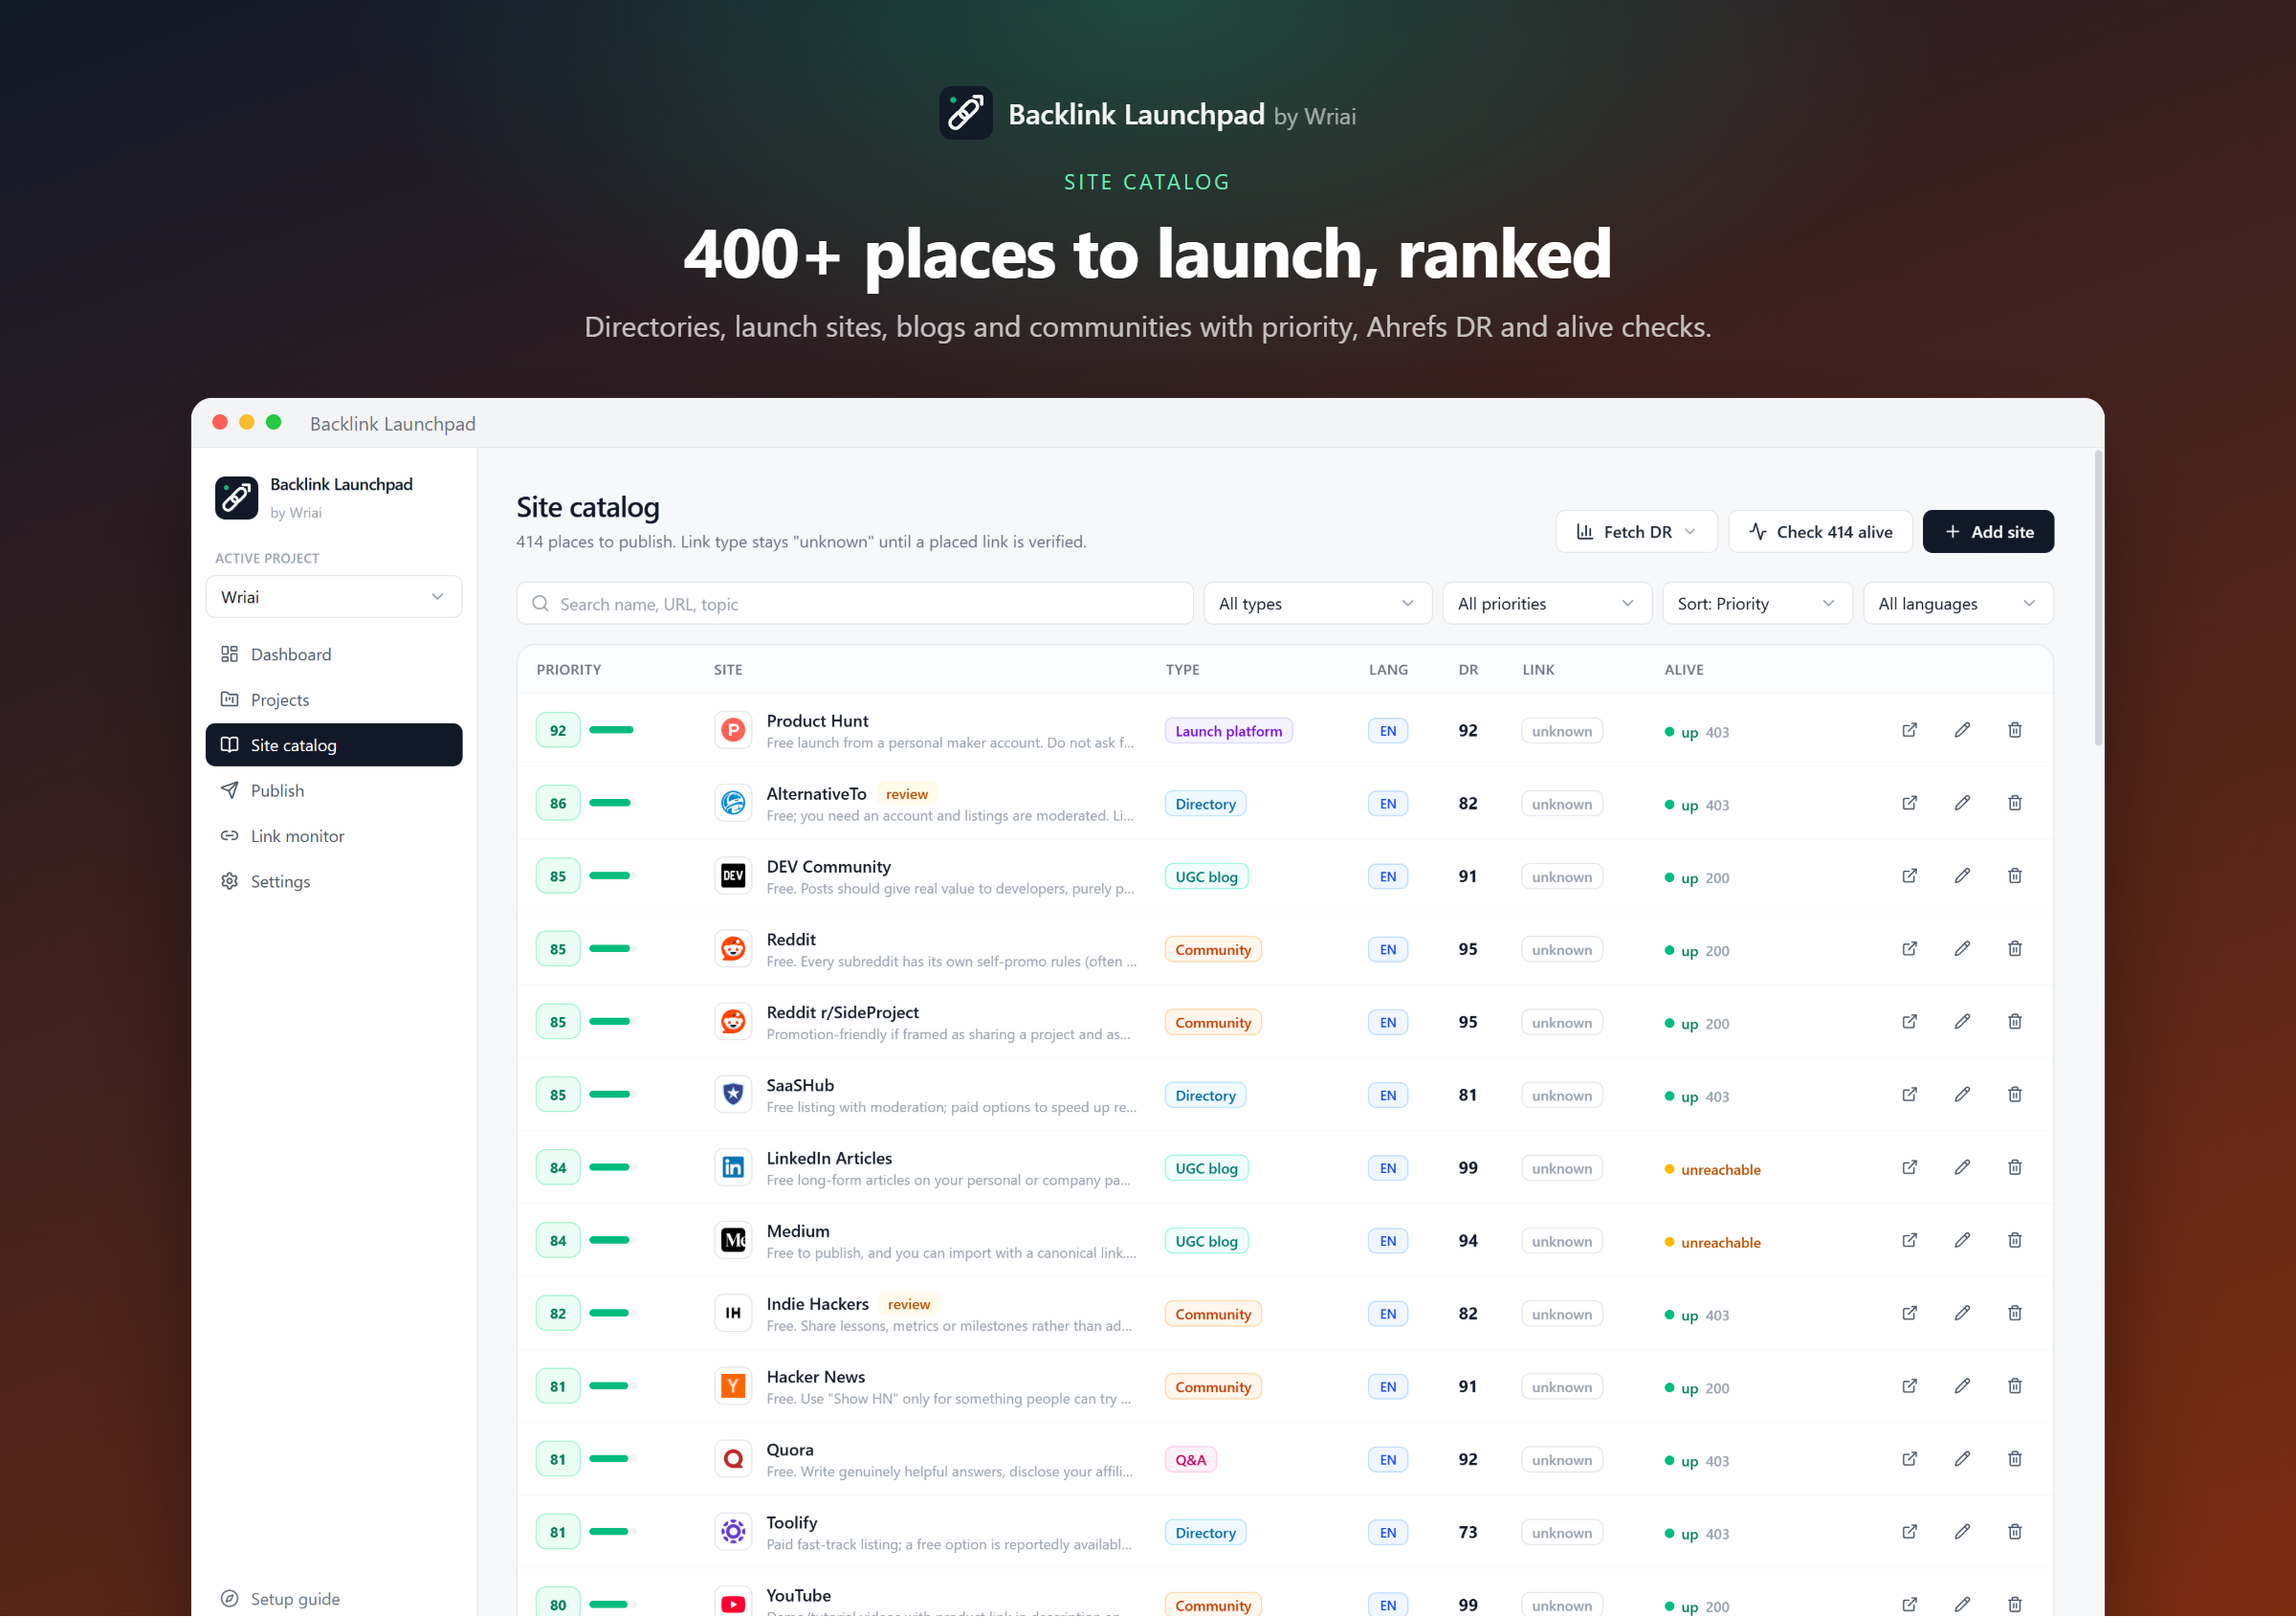 Backlink Launchpad by Wriai
SITE CATALOG
400+ places to launch, ranked
Directories, launch sites, blogs and communities with priority, Ahrefs DR and alive checks.
Backlink Launchpad
Backlink Launchpad
by Wriai
ACTIVE PROJECT
Wriai
Dashboard
Projects
Site catalog
Publish
Link monitor
Settings
Setup guide
Site catalog
414 places to publish. Link type stays "unknown" until a placed link is verified.
Fetch DR
Check 414 alive
Add site
Search name, URL, topic
All types
All priorities
Sort: Priority
All languages
PRIORITY SITE TYPE LANG DR LINK ALIVE
92 Product Hunt Launch platform EN 92 unknown up 403
Free launch from a personal maker account. Do not ask f...
86 AlternativeTo review Directory EN 82 unknown up 403
Free; you need an account and listings are moderated. Li...
85 DEV DEV Community UGC blog EN 91 unknown up 200
Free. Posts should give real value to developers, purely p...
85 Reddit Community EN 95 unknown up 200
Free. Every subreddit has its own self-promo rules (often ...
85 Reddit r/SideProject Community EN 95 unknown up 200
Promotion-friendly if framed as sharing a project and as...
85 SaaSHub Directory EN 81 unknown up 403
Free listing with moderation; paid options to speed up re...
84 in LinkedIn Articles UGC blog EN 99 unknown unreachable
Free long-form articles on your personal or company pa...
84 Medium UGC blog EN 94 unknown unreachable
Free to publish, and you can import with a canonical link....
82 IH Indie Hackers review Community EN 82 unknown up 403
Free. Share lessons, metrics or milestones rather than ad...
81 Y Hacker News Community EN 91 unknown up 200
Free. Use "Show HN" only for something people can try ...
81 Quora Q&A EN 92 unknown up 403
Free. Write genuinely helpful answers, disclose your affili...
81 Toolify Directory EN 73 unknown up 403
Paid fast-track listing; a free option is reportedly availabl...
80 YouTube Community EN 99 unknown up 200